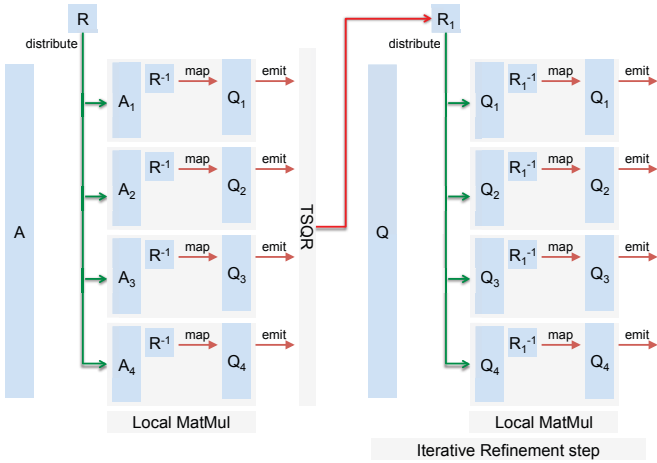 R
distribute
A
A1 R-1 map Q1 emit
A2 R-1 map Q2 emit
A3 R-1 map Q3 emit
A4 R-1 map Q4 emit
Local MatMul
TSQR
R1
distribute
Q
Q1 R1-1 map Q1 emit
Q2 R1-1 map Q2 emit
Q3 R1-1 map Q3 emit
Q4 R1-1 map Q4 emit
Local MatMul
Iterative Refinement step